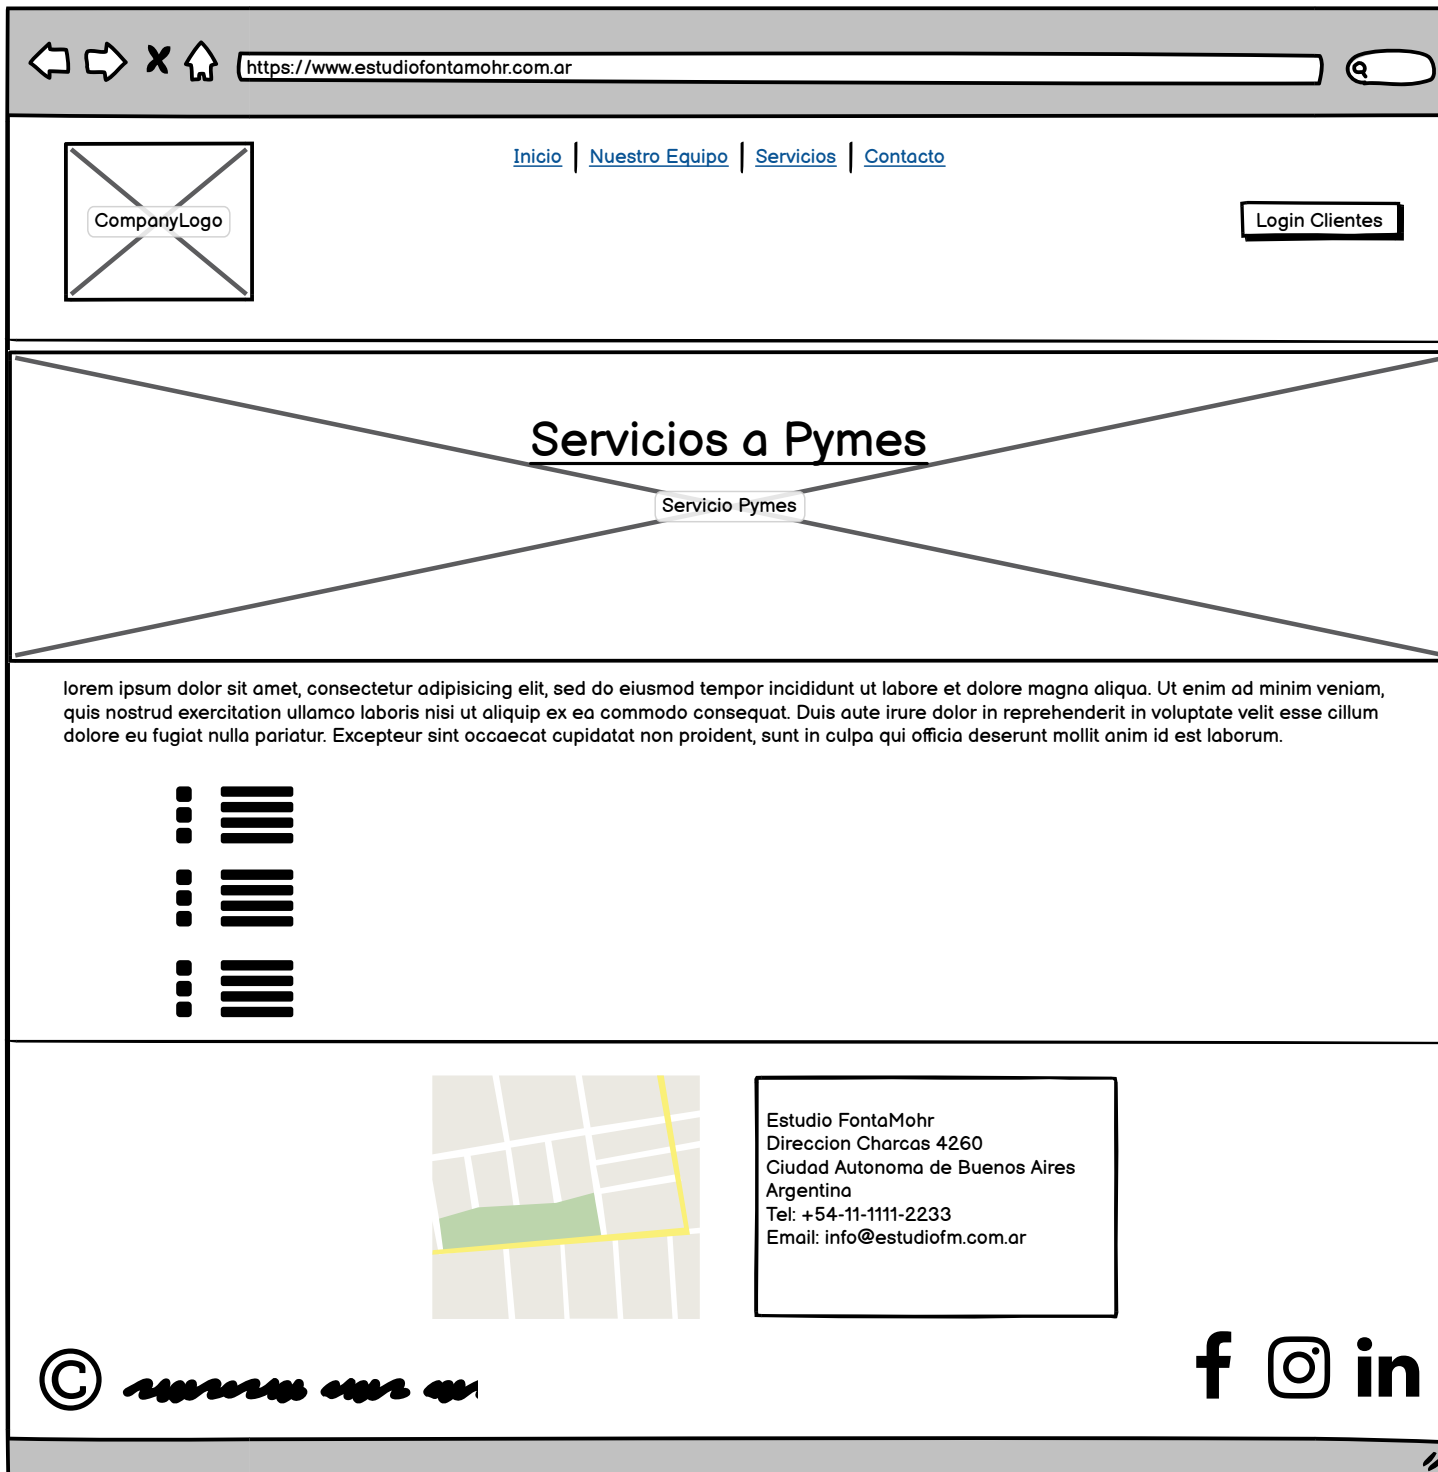 https://www.estudiofontamohr.com.ar
Inicio
Nuestro Equipo
Servicios
Contacto
CompanyLogo
Login Clientes
Servicios a Pymes
Servicio Pymes
lorem ipsum dolor sit amet, consectetur adipisicing elit, sed do eiusmod tempor incididunt ut labore et dolore magna aliqua. Ut enim ad minim veniam,
quis nostrud exercitation ullamco laboris nisi ut aliquip ex ea commodo consequat. Duis aute irure dolor in reprehenderit in voluptate velit esse cillum
dolore eu fugiat nulla pariatur. Excepteur sint occaecat cupidatat non proident, sunt in culpa qui officia deserunt mollit anim id est laborum.
Estudio FontaMohr
Direccion Charcas 4260
Ciudad Autonoma de Buenos Aires
Argentina
Tel: +54-11-1111-2233
Email: info@estudiofm.com.ar
©